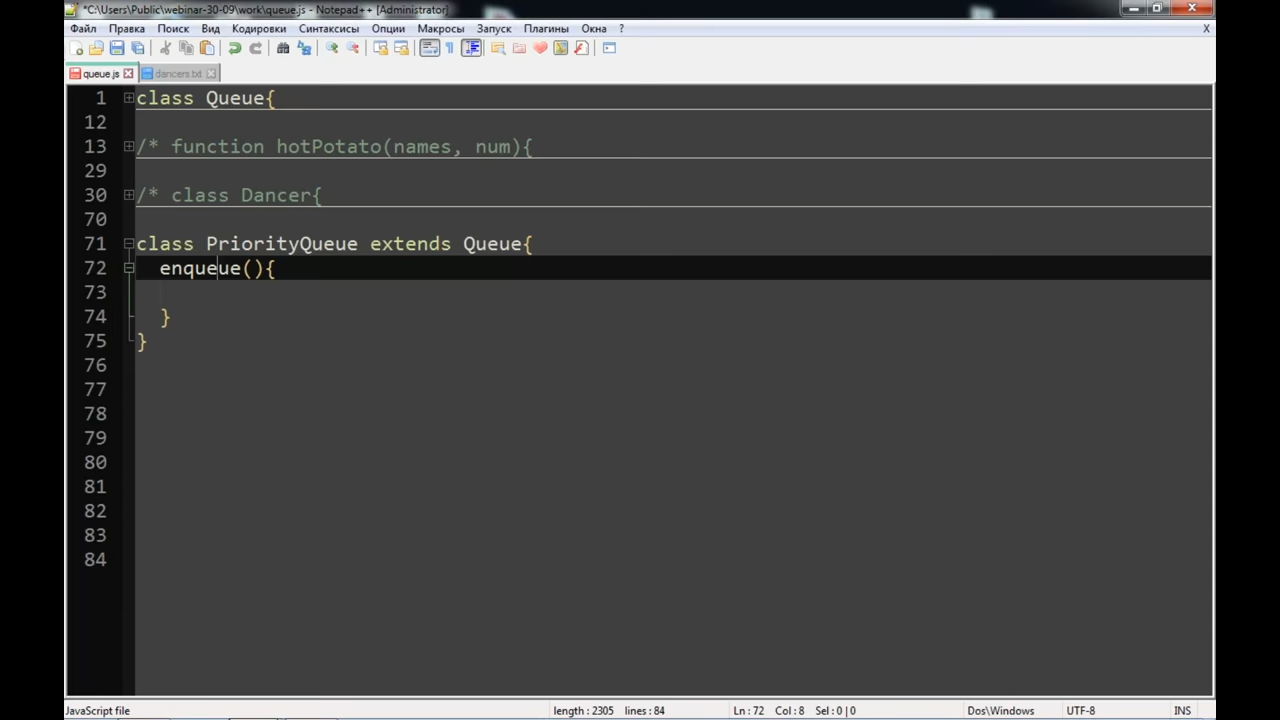 *C:\Users\Public\webinar-30-09\work\queue.js - Notepad++ [Administrator]
Файл Правка Поиск Вид Кодировки Синтаксисы Опции Макросы Запуск Плагины Окна ? X
queue.js dancers.txt
1 class Queue{
12
13 /* function hotPotato(names, num){
29
30 /* class Dancer{
70
71 class PriorityQueue extends Queue{
72 enqueue(){
73
74 }
75 }
76
77
78
79
80
81
82
83
84
JavaScript file length : 2305 lines : 84 Ln : 72 Col : 8 Sel : 0 | 0 Dos\Windows UTF-8 INS